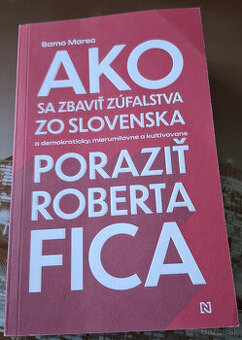 Samo Marec
AKO
SA ZBAVIŤ ZÚFALSTVA
ZO SLOVENSKA
a demokraticky, mierumilovne a kultivovane
PORAZIŤ
ROBERTA
FICA
N